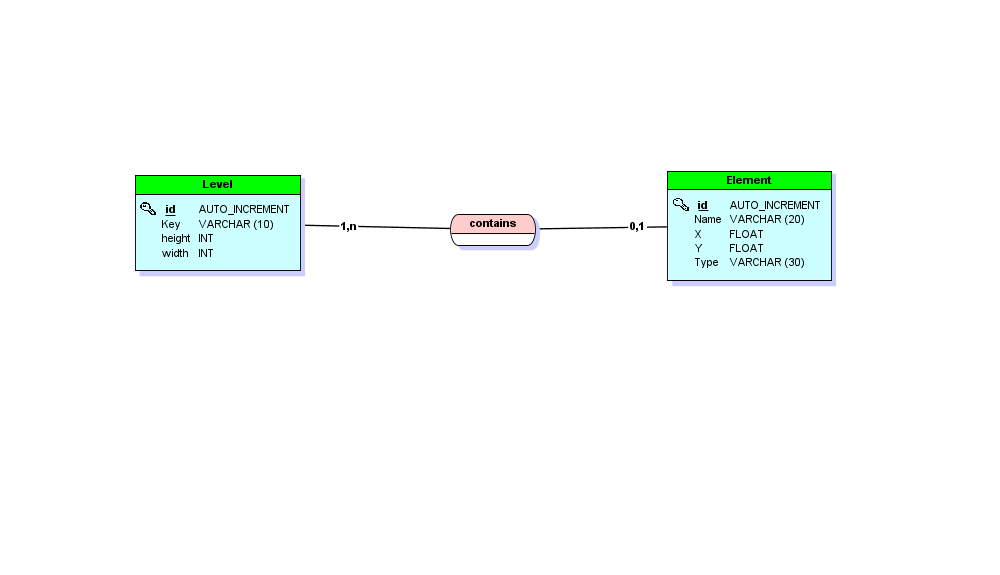 Level
id AUTO_INCREMENT
Key VARCHAR (10)
height INT
width INT
1,n
contains
0,1
Element
id AUTO_INCREMENT
Name VARCHAR (20)
X FLOAT
Y FLOAT
Type VARCHAR (30)